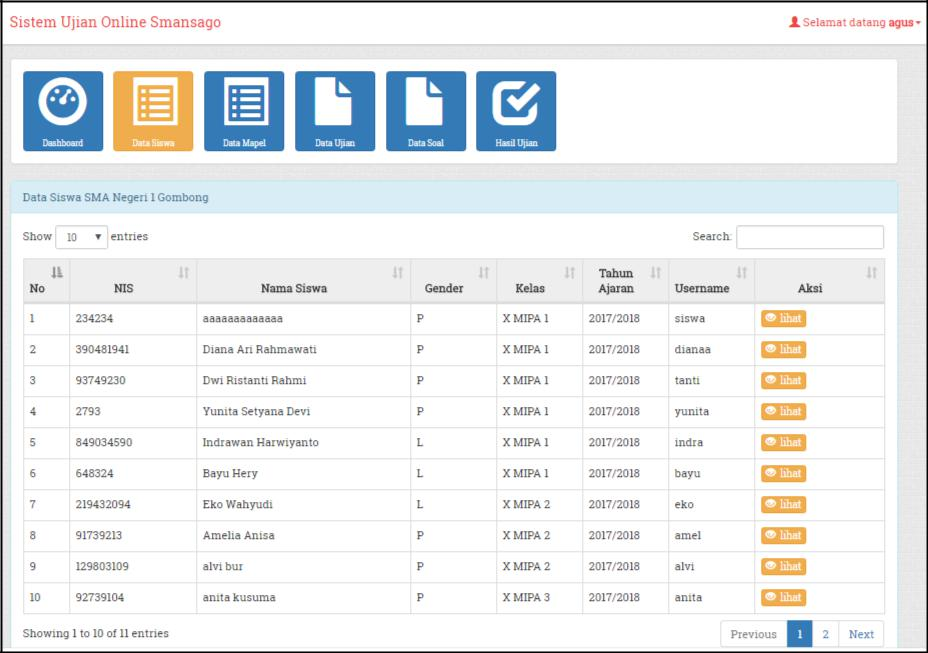 Sistem Ujian Online Smansago
Selamat datang agus
Dashboard Data Siswa Data Mapel Data Ujian Data Soal Hasil Ujian
Data Siswa SMA Negeri 1 Gombong
Show 10 entries Search:
No NIS Nama Siswa Gender Kelas Tahun Ajaran Username Aksi
1 234234 aaaaaaaaaaaaa P X MIPA 1 2017/2018 siswa lihat
2 390481941 Diana Ari Rahmawati P X MIPA 1 2017/2018 dianaa lihat
3 93749230 Dwi Ristanti Rahmi P X MIPA 1 2017/2018 tanti lihat
4 2793 Yunita Setyana Devi P X MIPA 1 2017/2018 yunita lihat
5 849034590 Indrawan Harwiyanto L X MIPA 1 2017/2018 indra lihat
6 648324 Bayu Hery L X MIPA 1 2017/2018 bayu lihat
7 219432094 Eko Wahyudi L X MIPA 2 2017/2018 eko lihat
8 91739213 Amelia Anisa P X MIPA 2 2017/2018 amel lihat
9 129803109 alvi bur P X MIPA 2 2017/2018 alvi lihat
10 92739104 anita kusuma P X MIPA 3 2017/2018 anita lihat
Showing 1 to 10 of 11 entries Previous 1 2 Next